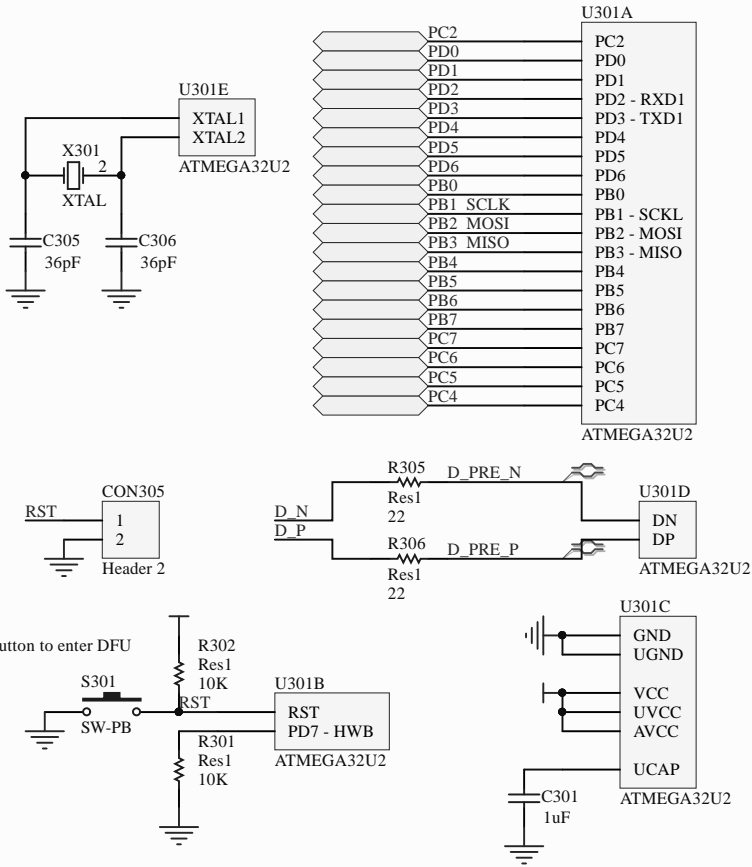 U301E
XTAL1
XTAL2
ATMEGA32U2
X301
2
XTAL
C305
36pF
C306
36pF
U301A
PC2 PC2
PD0 PD0
PD1 PD1
PD2 PD2 - RXD1
PD3 PD3 - TXD1
PD4 PD4
PD5 PD5
PD6 PD6
PB0 PB0
PB1 SCLK PB1 - SCKL
PB2 MOSI PB2 - MOSI
PB3 MISO PB3 - MISO
PB4 PB4
PB5 PB5
PB6 PB6
PB7 PB7
PC7 PC7
PC6 PC6
PC5 PC5
PC4 PC4
ATMEGA32U2
CON305
RST 1
2
Header 2
D_N
D_P
R305
Res1
22
D_PRE_N
R306
Res1
22
D_PRE_P
U301D
DN
DP
ATMEGA32U2
utton to enter DFU
S301
SW-PB
R302
Res1
10K
RST
R301
Res1
10K
U301B
RST
PD7 - HWB
ATMEGA32U2
U301C
GND
UGND
VCC
UVCC
AVCC
UCAP
ATMEGA32U2
C301
1uF